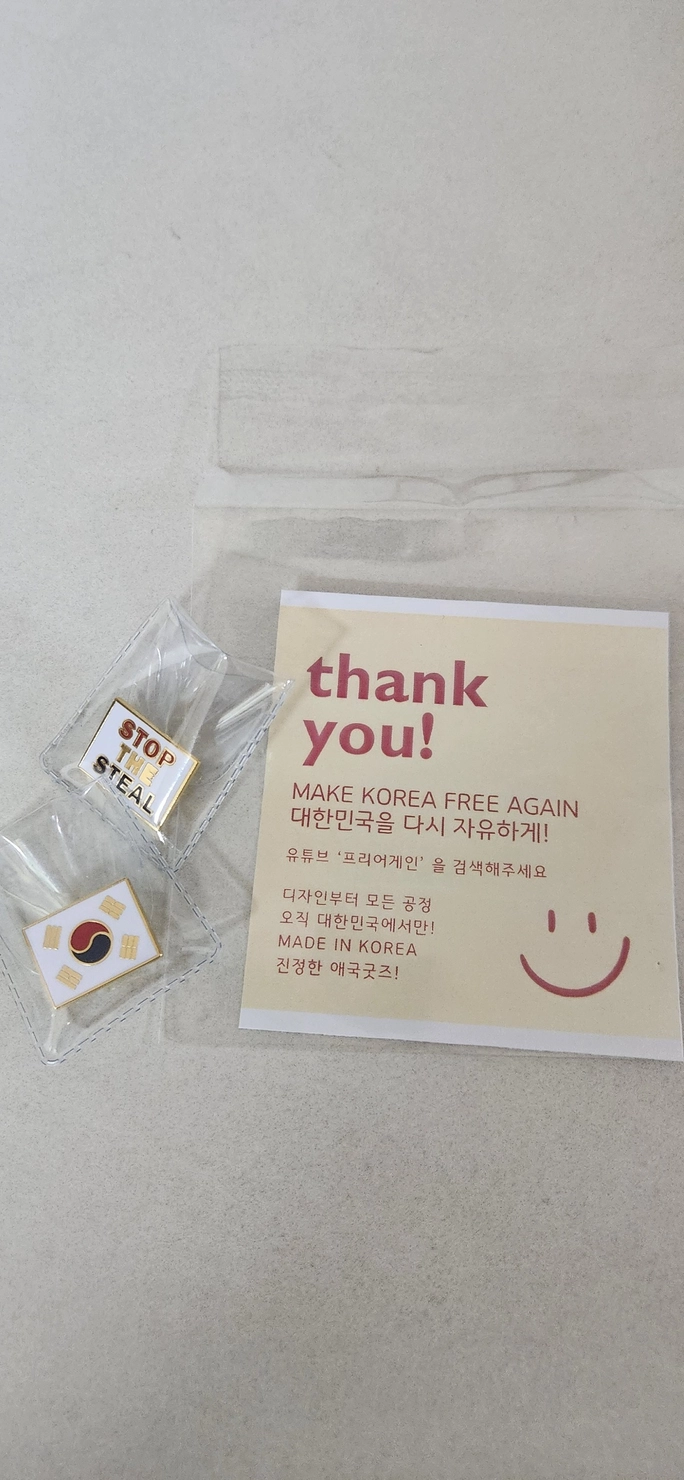 STOP
THE
STEAL
thank
you!
MAKE KOREA FREE AGAIN
대한민국을 다시 자유하게!
유튜브 ‘프리어게인’ 을 검색해주세요
디자인부터 모든 공정
오직 대한민국에서만!
MADE IN KOREA
진정한 애국굿즈!